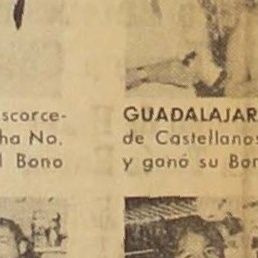 scorce-
ha No.
l Bono
GUADALAJAR
de Castellanos
y ganó su Bon